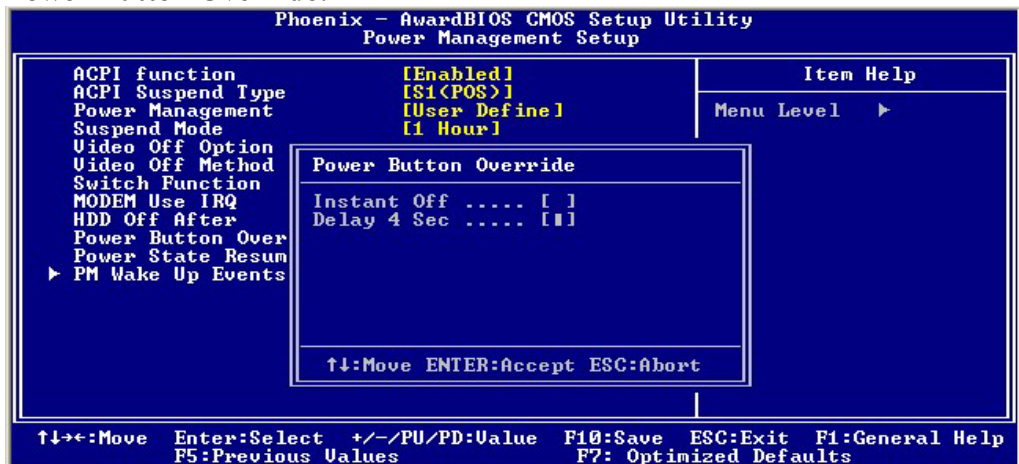 Phoenix - AwardBIOS CMOS Setup Utility
Power Management Setup
ACPI function [Enabled]
ACPI Suspend Type [S1(POS)]
Power Management [User Define]
Suspend Mode [1 Hour]
Video Off Option
Video Off Method
Switch Function
MODEM Use IRQ
HDD Off After
Power Button Over
Power State Resum
▶ PM Wake Up Events
Item Help
Menu Level ▶
Power Button Override
Instant Off ..... [ ]
Delay 4 Sec ..... [▮]
↑↓:Move ENTER:Accept ESC:Abort
↑↓→←:Move Enter:Select +/-/PU/PD:Value F10:Save ESC:Exit F1:General Help
F5:Previous Values F7: Optimized Defaults